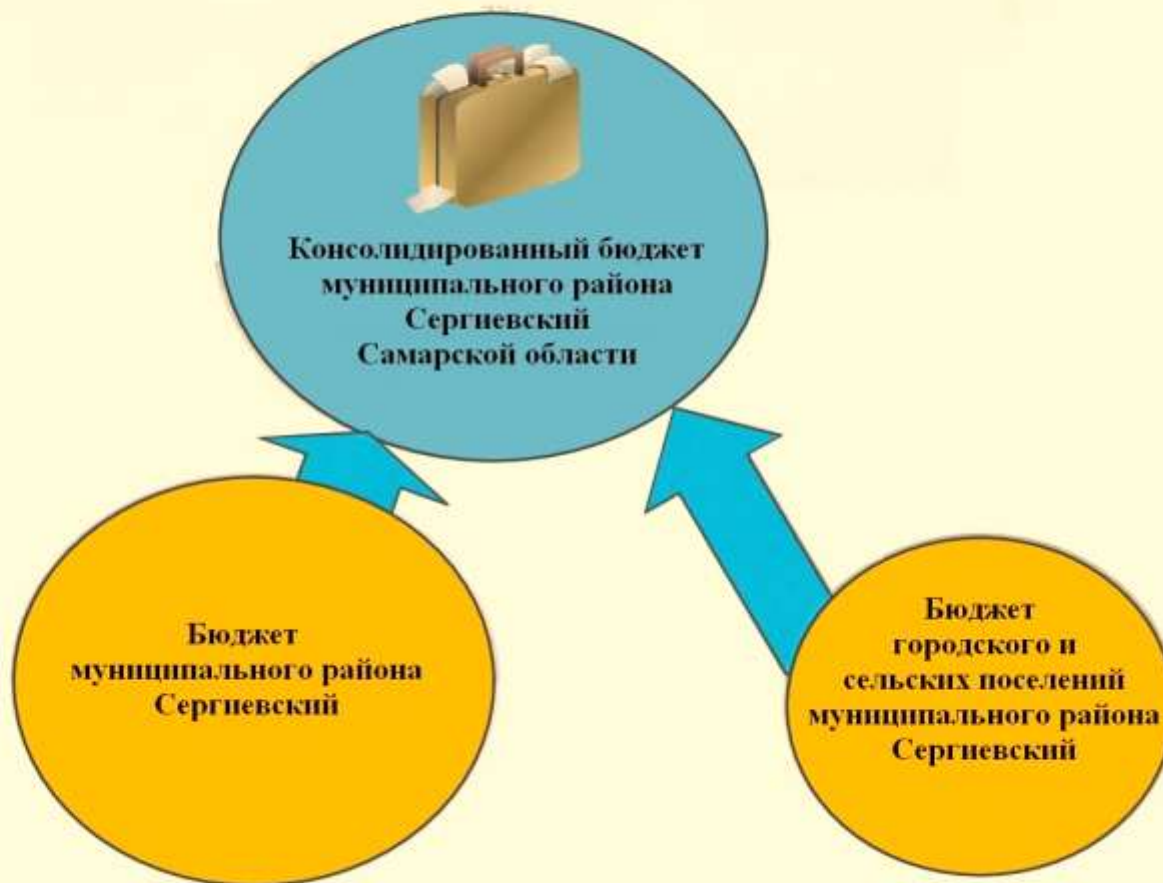 Консолидированный бюджет
муниципального района
Сергиевский
Самарской области
Бюджет
муниципального района
Сергиевский
Бюджет
городского и
сельских поселений
муниципального района
Сергиевский